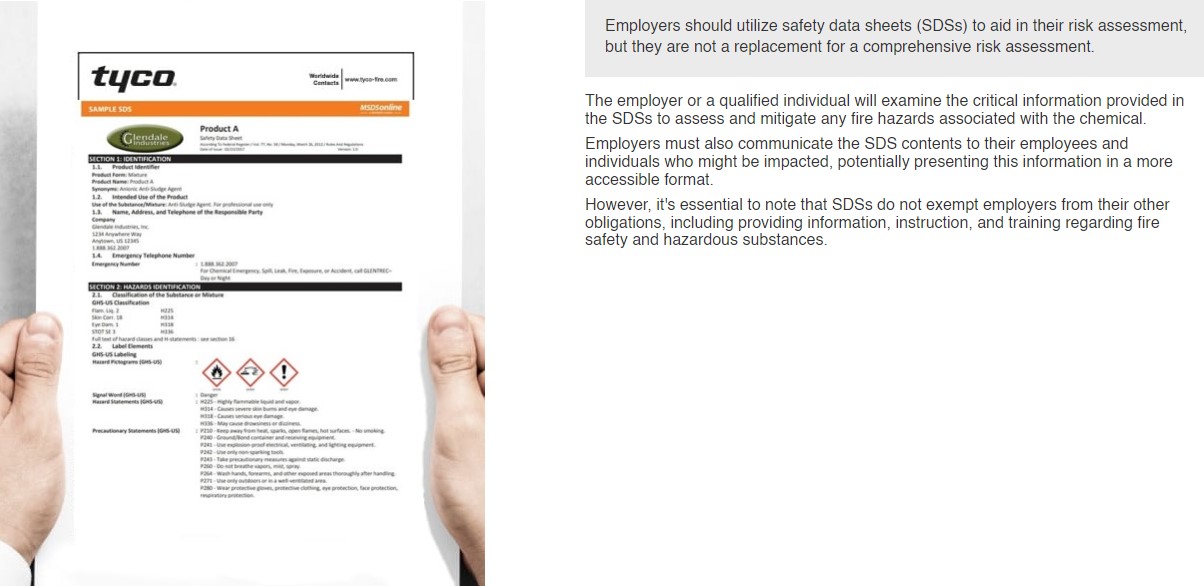 tyco
Worldwide
Contacts
www.tyco-fire.com
SAMPLE SDS
MSDSonline
Glendale
Industries
Product A
Safety Data Sheet
According To Federal Register / Vol. 77, No. 58 / Monday, March 26, 2012 / Rules And Regulations
SECTION 1: IDENTIFICATION
1.1. Product Identifier
Product Form: Mixture
Product Name: Product A
Synonyms: Anionic Anti-Sludge Agent
1.2. Intended Use of the Product
Use of the Substance/Mixture: Anti-Sludge Agent. For professional use only
1.3. Name, Address, and Telephone of the Responsible Party
Company
Glendale Industries, Inc.
1234 Anywhere Way
Anytown, US 12345
1.888.362.2007
1.4. Emergency Telephone Number
Emergency Number : 1.888.362.2007
For Chemical Emergency, Spill, Leak, Fire, Exposure, or Accident, call GLENTREC–
Day or Night
SECTION 2: HAZARDS IDENTIFICATION
2.1. Classification of the Substance or Mixture
GHS-US Classification
Flam. Liq. 2 H225
Skin Corr. 1B H314
Eye Dam. 1 H318
STOT SE 3 H336
Full text of hazard classes and H-statements : see section 16
2.2. Label Elements
GHS-US Labeling
Hazard Pictograms (GHS-US) :
Signal Word (GHS-US) : Danger
Hazard Statements (GHS-US) : H225 - Highly flammable liquid and vapor.
H314 - Causes severe skin burns and eye damage.
H318 - Causes serious eye damage.
H336 - May cause drowsiness or dizziness.
Precautionary Statements (GHS-US) : P210 - Keep away from heat, sparks, open flames, hot surfaces. - No smoking.
P240 - Ground/Bond container and receiving equipment.
P241 - Use explosion-proof electrical, ventilating, and lighting equipment.
P242 - Use only non-sparking tools.
P243 - Take precautionary measures against static discharge.
P260 - Do not breathe vapors, mist, spray.
P264 - Wash hands, forearms, and other exposed areas thoroughly after handling.
P271 - Use only outdoors or in a well-ventilated area.
P280 - Wear protective gloves, protective clothing, eye protection, face protection,
respiratory protection.
Employers should utilize safety data sheets (SDSs) to aid in their risk assessment,
but they are not a replacement for a comprehensive risk assessment.
The employer or a qualified individual will examine the critical information provided in
the SDSs to assess and mitigate any fire hazards associated with the chemical.
Employers must also communicate the SDS contents to their employees and
individuals who might be impacted, potentially presenting this information in a more
accessible format.
However, it's essential to note that SDSs do not exempt employers from their other
obligations, including providing information, instruction, and training regarding fire
safety and hazardous substances.